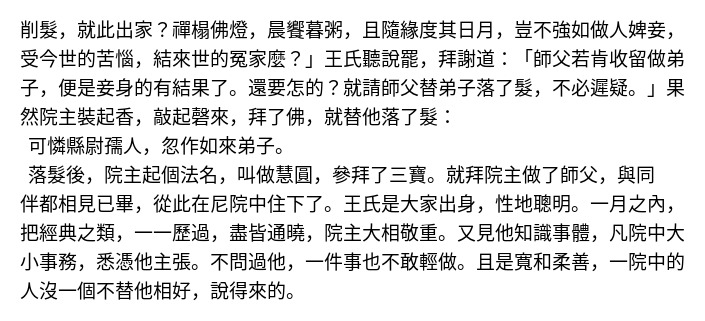 削髮，就此出家？禪榻佛燈，晨饗暮粥，且隨緣度其日月，豈不強如做人婢妾，
受今世的苦惱，結來世的冤家麼？」王氏聽說罷，拜謝道：「師父若肯收留做弟
子，便是妾身的有結果了。還要怎的？就請師父替弟子落了髮，不必遲疑。」果
然院主裝起香，敲起磬來，拜了佛，就替他落了髮：
可憐縣尉孺人，忽作如來弟子。
落髮後，院主起個法名，叫做慧圓，參拜了三寶。就拜院主做了師父，與同
伴都相見已畢，從此在尼院中住下了。王氏是大家出身，性地聰明。一月之內，
把經典之類，一一歷過，盡皆通曉，院主大相敬重。又見他知識事體，凡院中大
小事務，悉憑他主張。不問過他，一件事也不敢輕做。且是寬和柔善，一院中的
人沒一個不替他相好，說得來的。